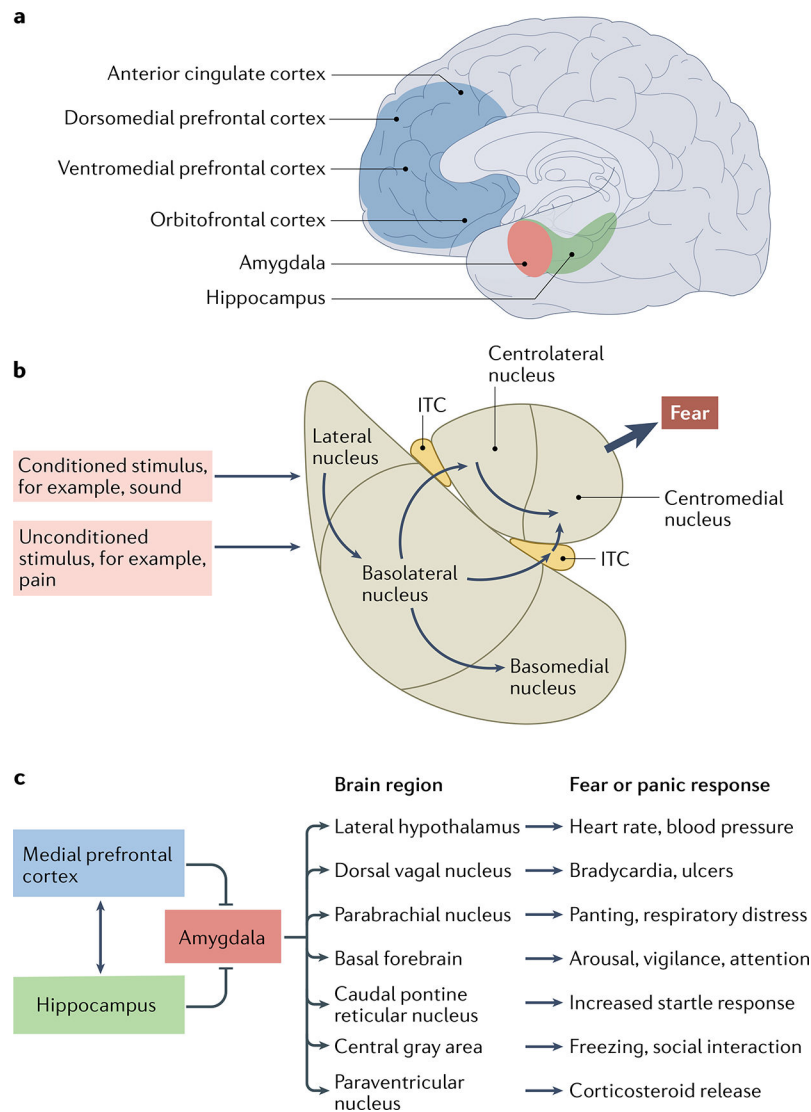 a
Anterior cingulate cortex
Dorsomedial prefrontal cortex
Ventromedial prefrontal cortex
Orbitofrontal cortex
Amygdala
Hippocampus
b
Centrolateral
nucleus
ITC
Fear
Lateral
nucleus
Conditioned stimulus,
for example, sound
Centromedial
nucleus
Unconditioned
stimulus, for example,
pain
ITC
Basolateral
nucleus
Basomedial
nucleus
c
Brain region
Fear or panic response
Lateral hypothalamus
Heart rate, blood pressure
Medial prefrontal
cortex
Dorsal vagal nucleus
Bradycardia, ulcers
Parabrachial nucleus
Panting, respiratory distress
Amygdala
Basal forebrain
Arousal, vigilance, attention
Hippocampus
Caudal pontine
reticular nucleus
Increased startle response
Central gray area
Freezing, social interaction
Paraventricular
nucleus
Corticosteroid release